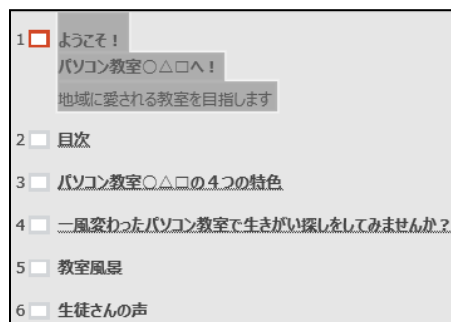 1 ようこそ！
パソコン教室○△□へ！
地域に愛される教室を目指します
2 目次
3 パソコン教室○△□の４つの特色
4 一風変わったパソコン教室で生きがい探しをしてみませんか？
5 教室風景
6 生徒さんの声